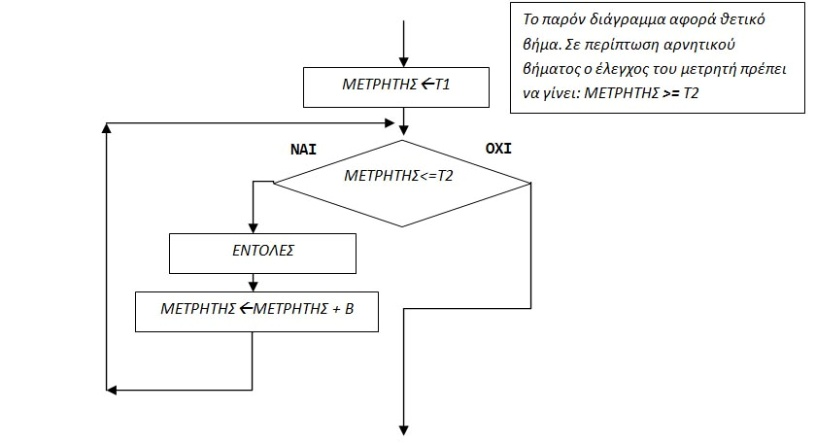 Το παρόν διάγραμμα αφορά θετικό
βήμα. Σε περίπτωση αρνητικού
βήματος ο έλεγχος του μετρητή πρέπει
να γίνει: ΜΕΤΡΗΤΗΣ >= Τ2
ΜΕΤΡΗΤΗΣ←Τ1
ΝΑΙ
ΟΧΙ
ΜΕΤΡΗΤΗΣ<=Τ2
ΕΝΤΟΛΕΣ
ΜΕΤΡΗΤΗΣ←ΜΕΤΡΗΤΗΣ + Β